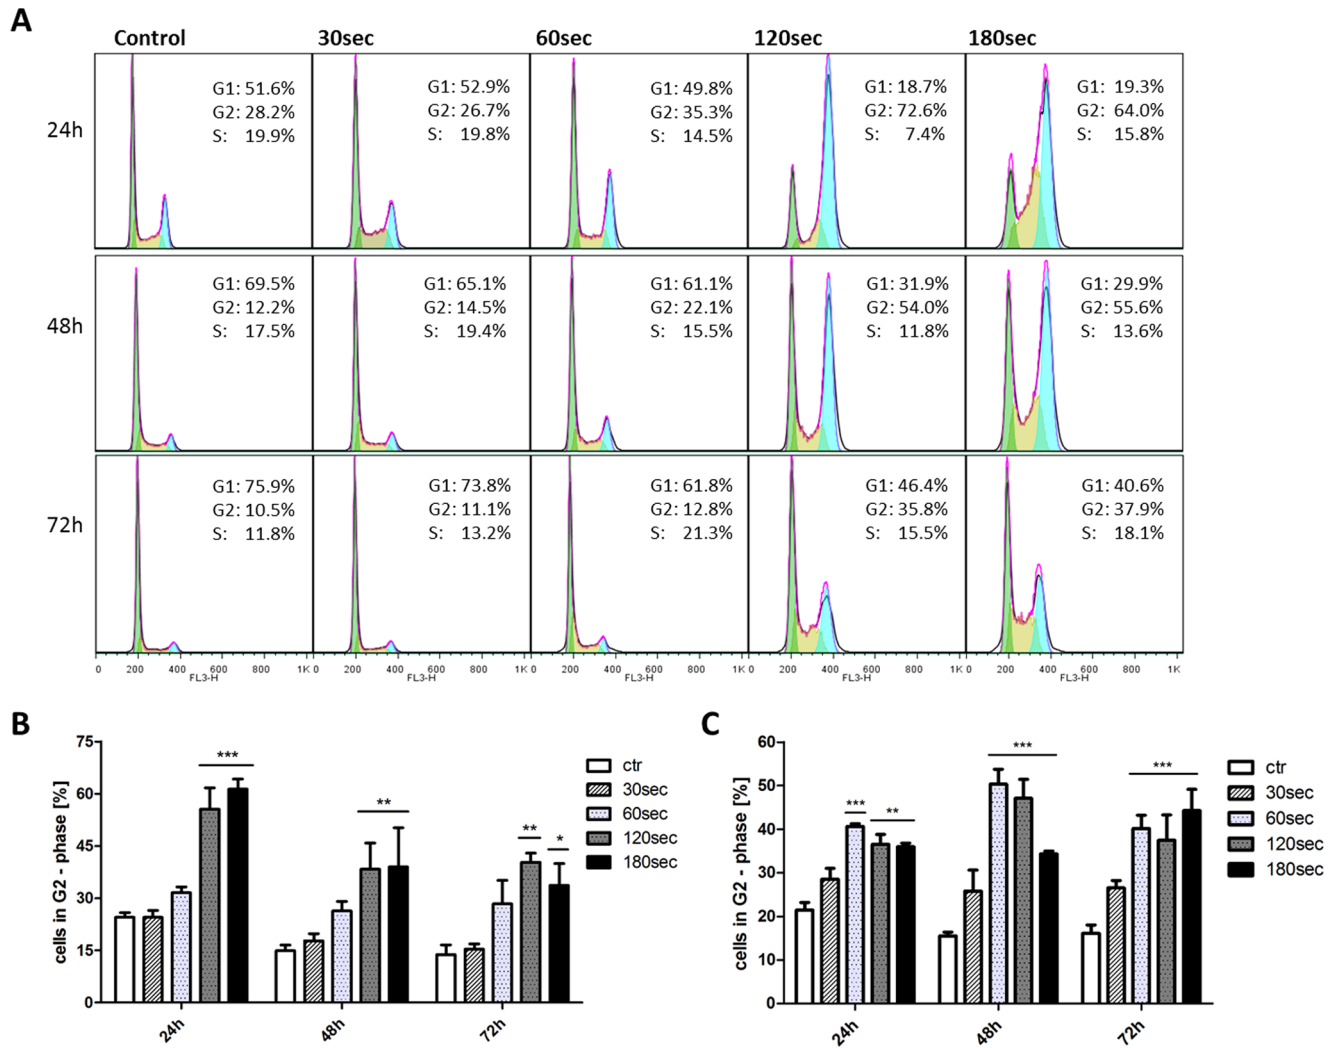 A
Control 30sec 60sec 120sec 180sec
24h
G1: 51.6%
G2: 28.2%
S: 19.9%
G1: 52.9%
G2: 26.7%
S: 19.8%
G1: 49.8%
G2: 35.3%
S: 14.5%
G1: 18.7%
G2: 72.6%
S: 7.4%
G1: 19.3%
G2: 64.0%
S: 15.8%
48h
G1: 69.5%
G2: 12.2%
S: 17.5%
G1: 65.1%
G2: 14.5%
S: 19.4%
G1: 61.1%
G2: 22.1%
S: 15.5%
G1: 31.9%
G2: 54.0%
S: 11.8%
G1: 29.9%
G2: 55.6%
S: 13.6%
72h
G1: 75.9%
G2: 10.5%
S: 11.8%
G1: 73.8%
G2: 11.1%
S: 13.2%
G1: 61.8%
G2: 12.8%
S: 21.3%
G1: 46.4%
G2: 35.8%
S: 15.5%
G1: 40.6%
G2: 37.9%
S: 18.1%
0 200 400 600 800 1K 0 200 400 600 800 1K 0 200 400 600 800 1K 0 200 400 600 800 1K 0 200 400 600 800 1K
FL3-H FL3-H FL3-H FL3-H FL3-H
B
cells in G2 - phase [%]
75
60
45
30
15
0
***
**
**
*
24h 48h 72h
ctr
30sec
60sec
120sec
180sec
C
cells in G2 - phase [%]
60
50
40
30
20
10
0
***
**
***
***
24h 48h 72h
ctr
30sec
60sec
120sec
180sec